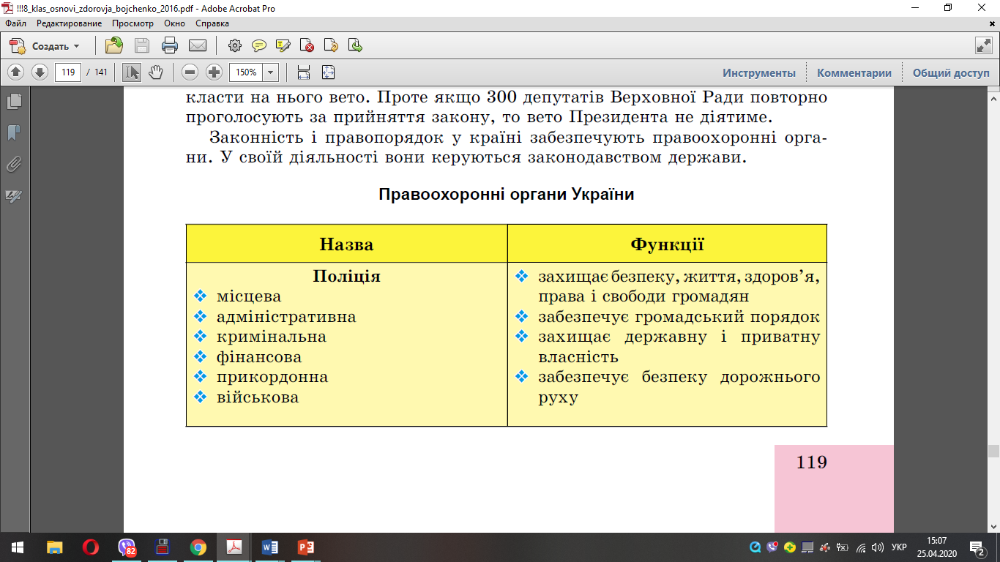 !!!8_klas_osnovi_zdorovja_bojchenko_2016.pdf - Adobe Acrobat Pro
Файл Редактирование Просмотр Окно Справка
Создать
119 / 141 150% Инструменты Комментарии Общий доступ
класти на нього вето. Проте якщо 300 депутатів Верховної Ради повторно
проголосують за прийняття закону, то вето Президента не діятиме.
Законність і правопорядок у країні забезпечують правоохоронні орга-
ни. У своїй діяльності вони керуються законодавством держави.
Правоохоронні органи України
Назва
Поліція
місцева
адміністративна
кримінальна
фінансова
прикордонна
військова
Функції
захищає безпеку, життя, здоров’я,
права і свободи громадян
забезпечує громадський порядок
захищає державну і приватну
власність
забезпечує безпеку дорожнього
руху
119
82
УКР
15:07
25.04.2020
2